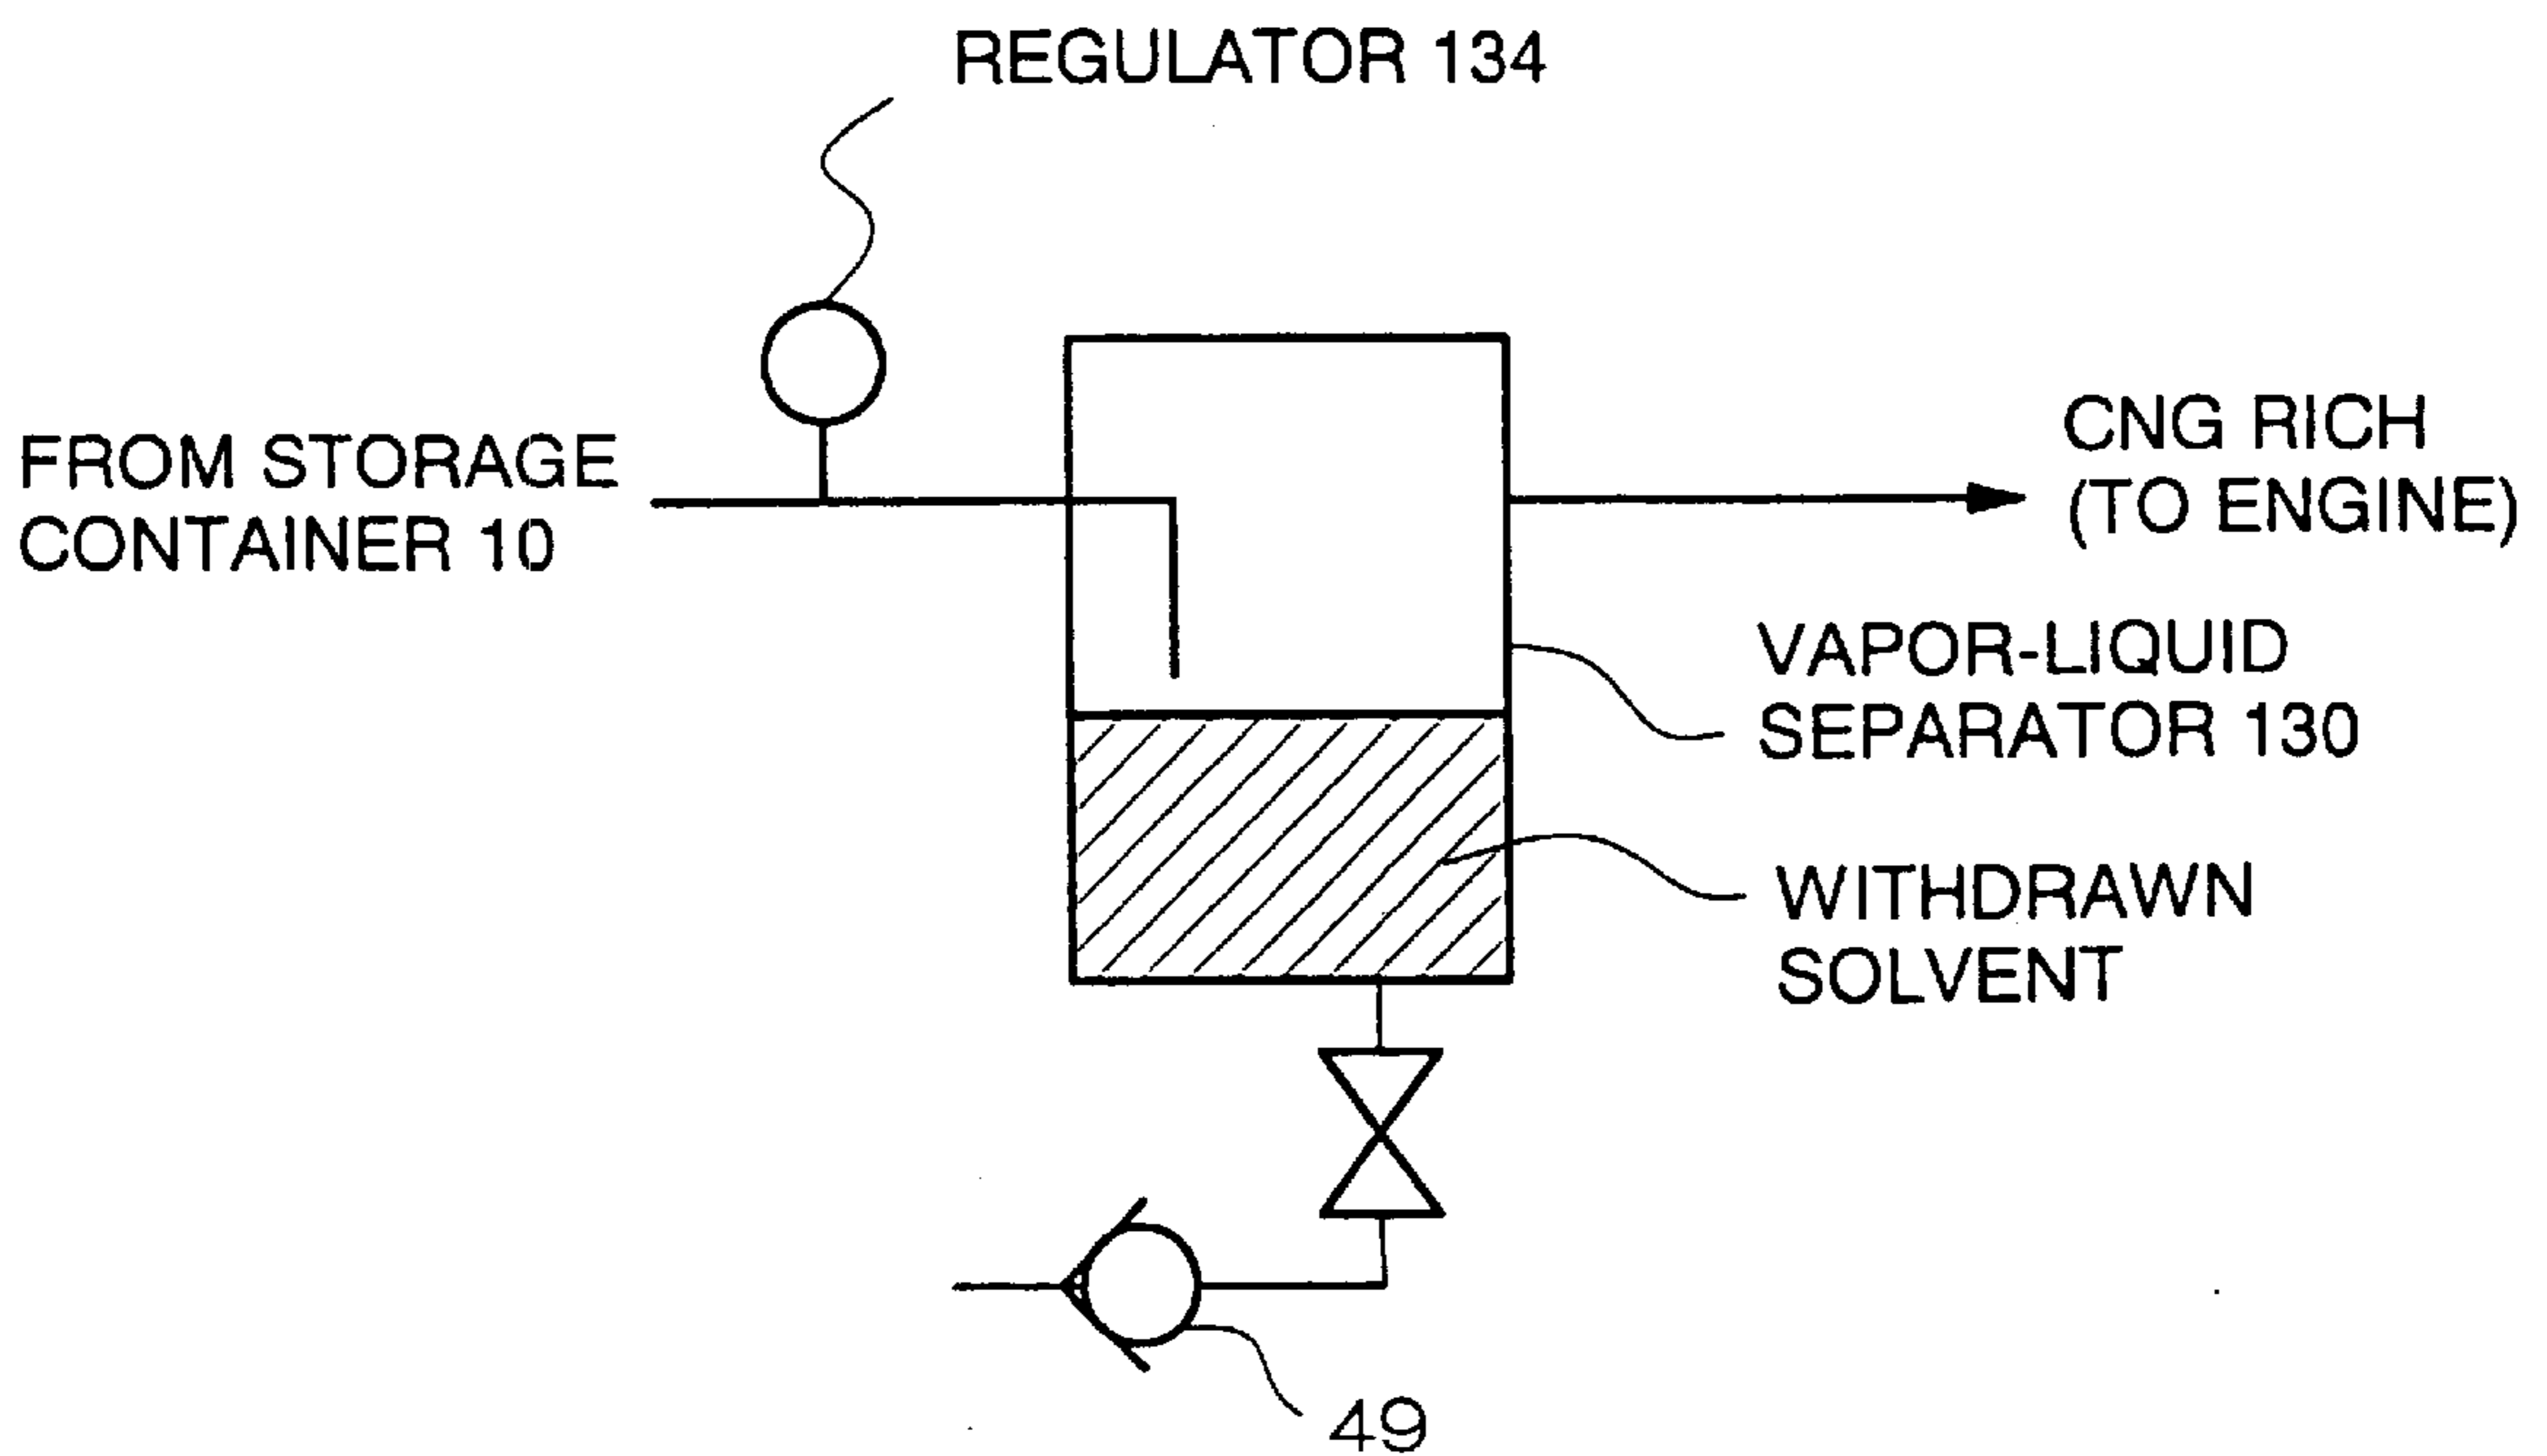 REGULATOR 134
FROM STORAGE
CONTAINER 10
CNG RICH
(TO ENGINE)
VAPOR-LIQUID
SEPARATOR 130
WITHDRAWN
SOLVENT
49